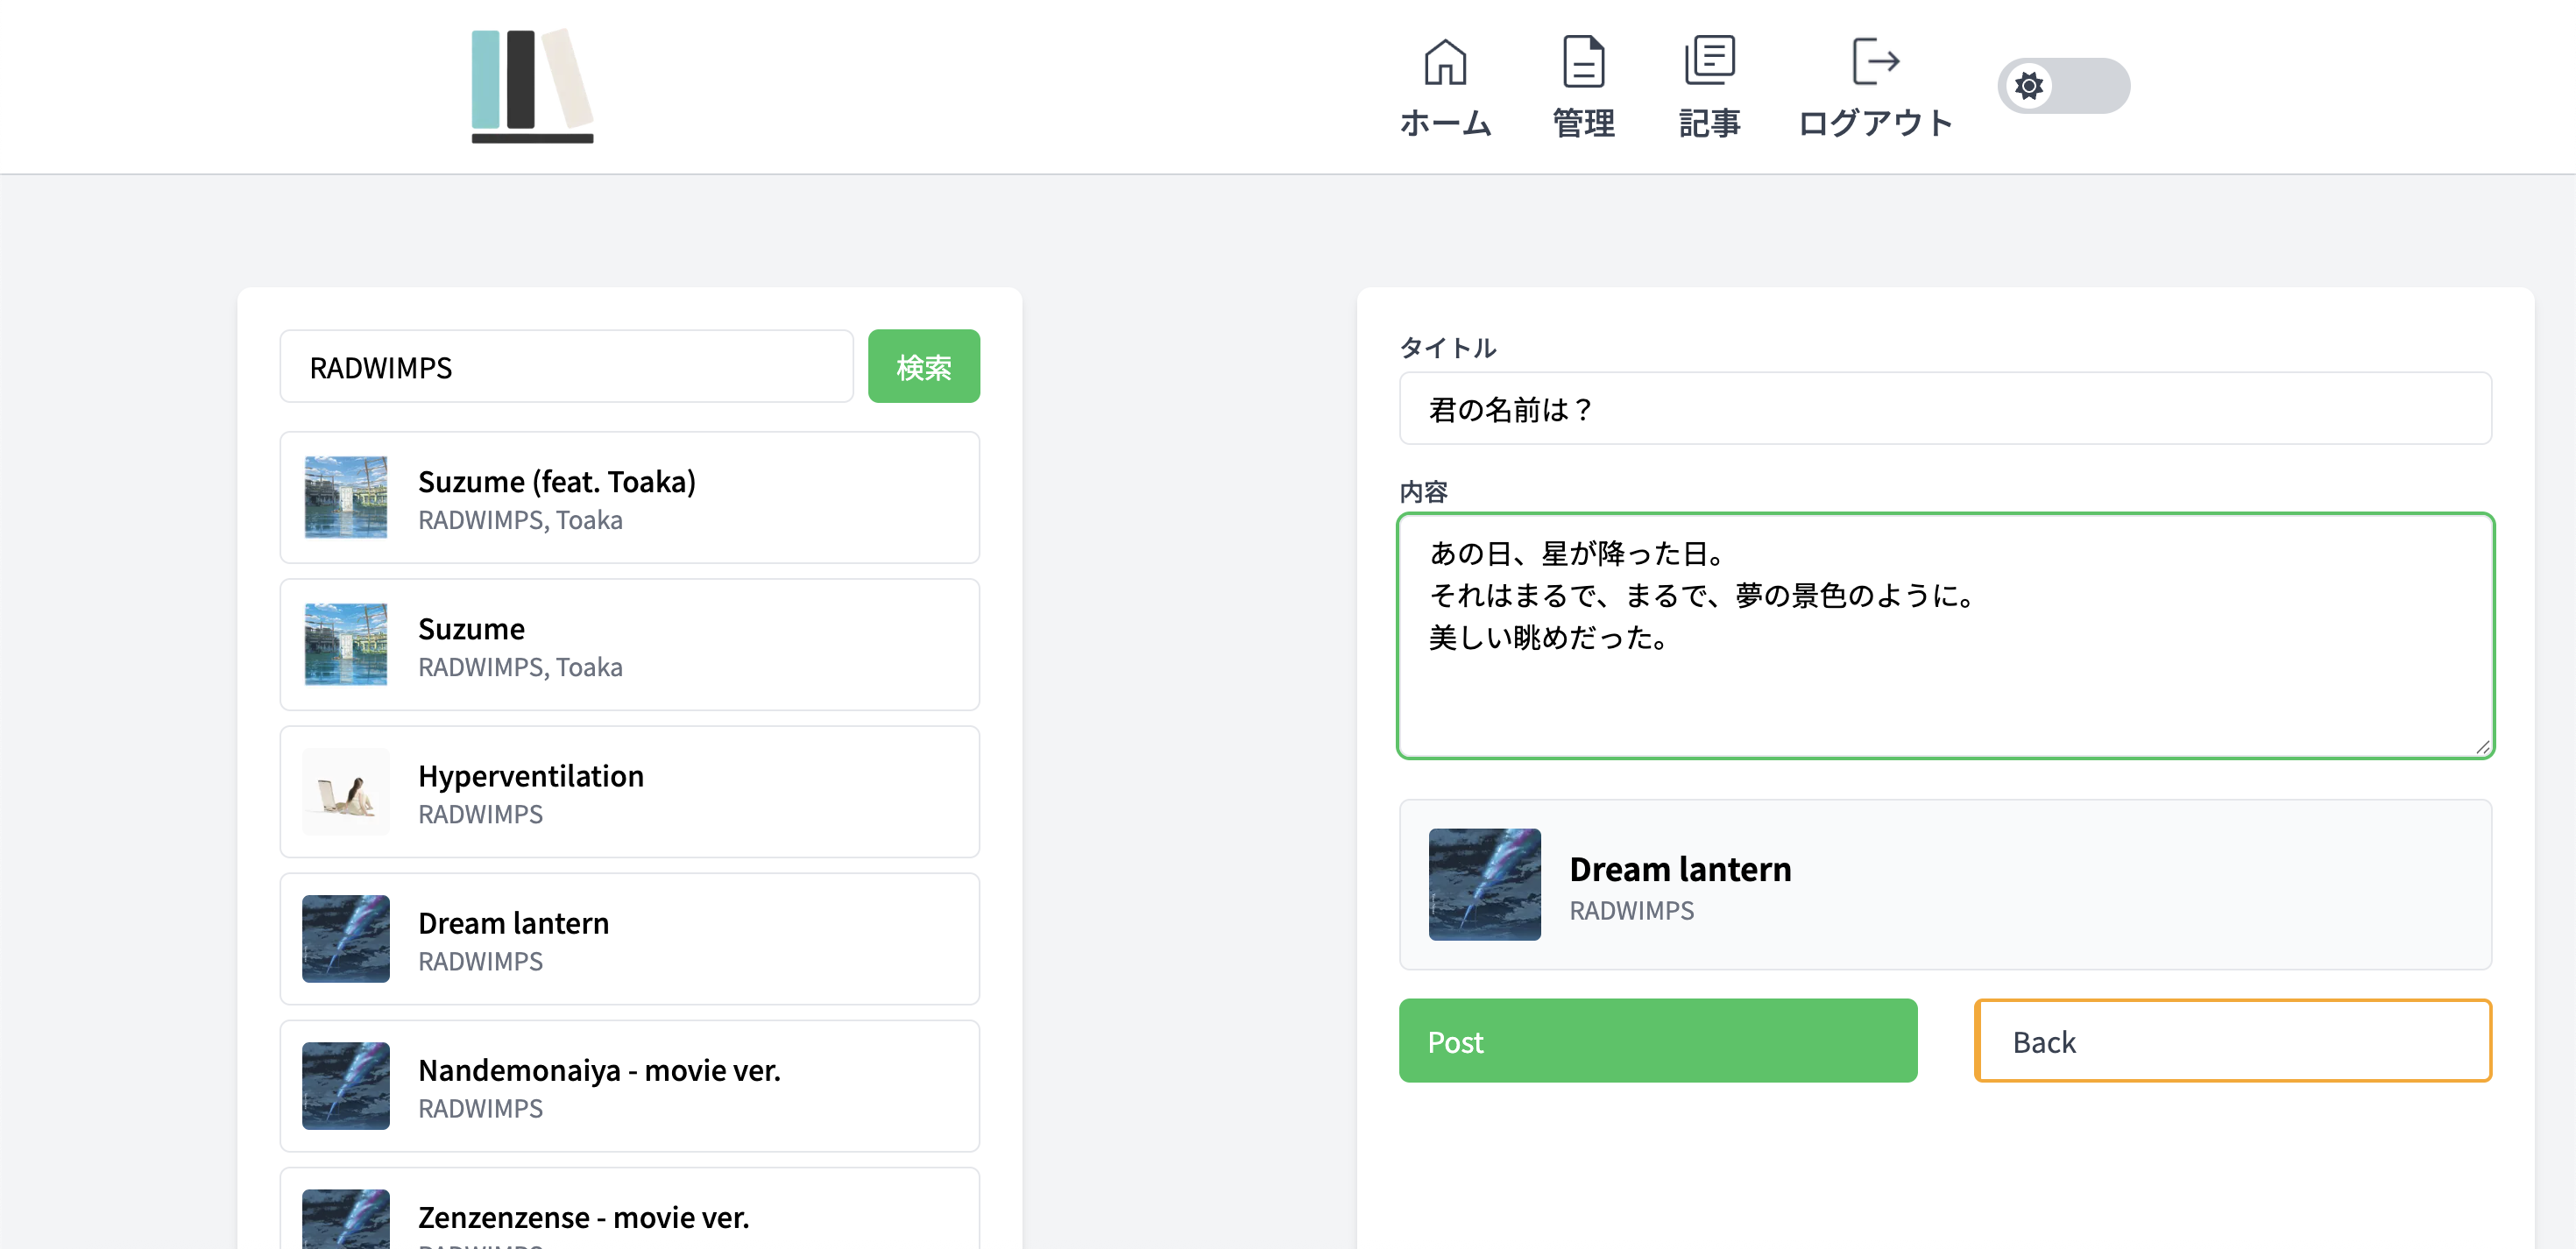 ホーム
管理
記事
ログアウト
RADWIMPS
検索
Suzume (feat. Toaka)
RADWIMPS, Toaka
Suzume
RADWIMPS, Toaka
Hyperventilation
RADWIMPS
Dream lantern
RADWIMPS
Nandemonaiya - movie ver.
RADWIMPS
Zenzenzense - movie ver.
RADWIMPS
タイトル
君の名前は？
内容
あの日、星が降った日。
それはまるで、まるで、夢の景色のように。
美しい眺めだった。
Dream lantern
RADWIMPS
Post
Back